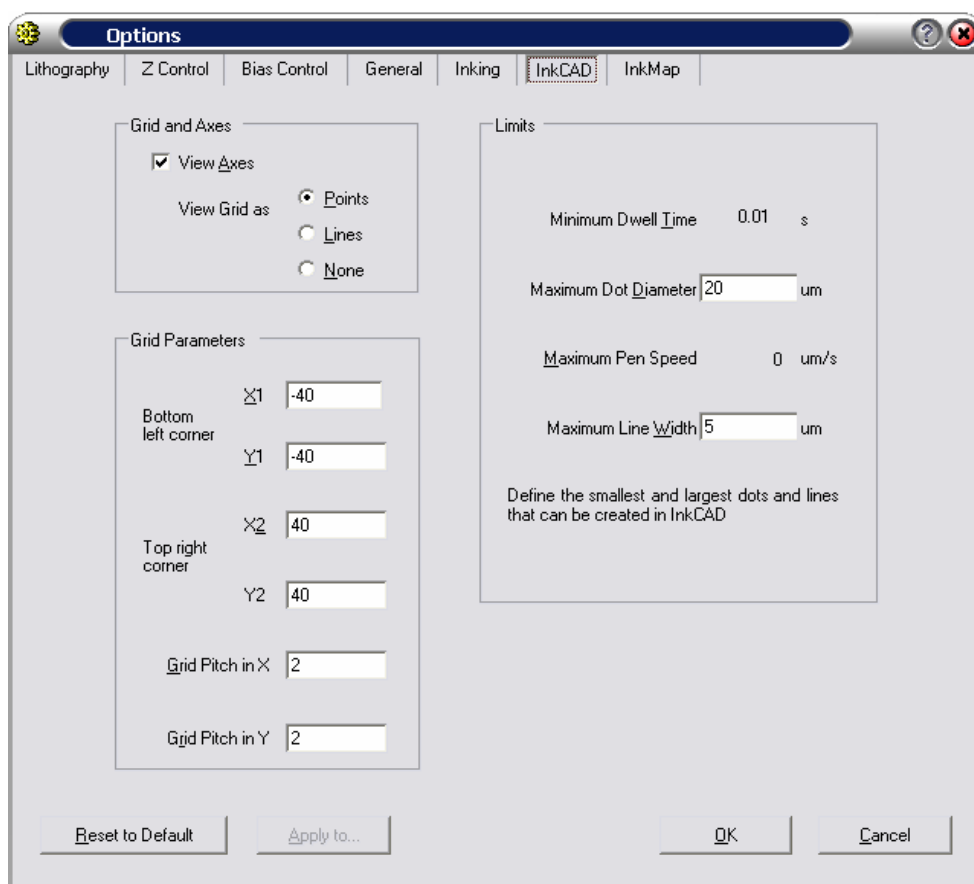 Options
Lithography Z Control Bias Control General Inking InkCAD InkMap
Grid and Axes
View Axes
View Grid as
Points
Lines
None
Grid Parameters
Bottom
left corner
X1 -40
Y1 -40
Top right
corner
X2 40
Y2 40
Grid Pitch in X 2
Grid Pitch in Y 2
Limits
Minimum Dwell Time 0.01 s
Maximum Dot Diameter 20 um
Maximum Pen Speed 0 um/s
Maximum Line Width 5 um
Define the smallest and largest dots and lines
that can be created in InkCAD
Reset to Default Apply to... OK Cancel